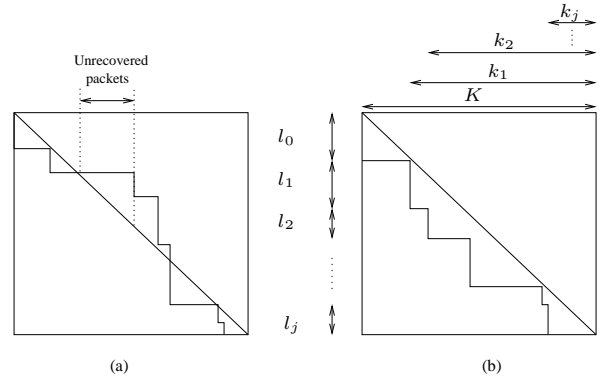 Unrecovered
packets
k_j
k_2
k_1
K
l_0
l_1
l_2
l_j
(a)
(b)